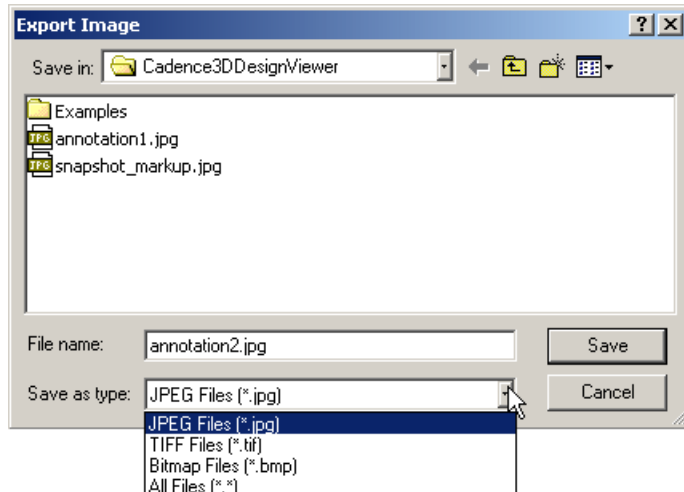 Export Image
Save in: Cadence3DDesignViewer
Examples
annotation1.jpg
snapshot_markup.jpg
File name: annotation2.jpg Save
Save as type: JPEG Files (*.jpg) Cancel
JPEG Files (*.jpg)
TIFF Files (*.tif)
Bitmap Files (*.bmp)
All Files (*.*)